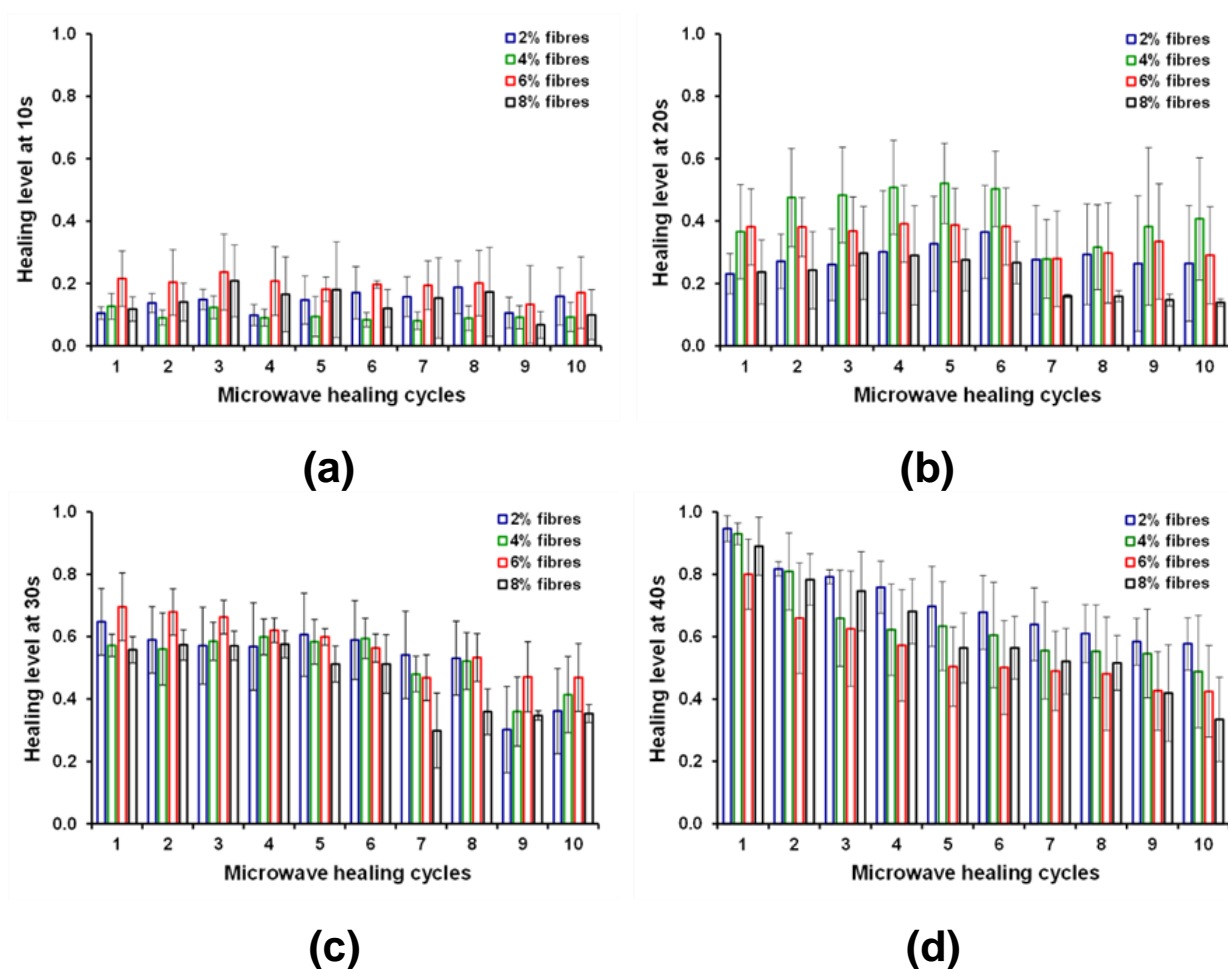 Healing level at 10s
1.0
0.8
0.6
0.4
0.2
0.0
2% fibres
4% fibres
6% fibres
8% fibres
1 2 3 4 5 6 7 8 9 10
Microwave healing cycles
(a)
Healing level at 20s
1.0
0.8
0.6
0.4
0.2
0.0
2% fibres
4% fibres
6% fibres
8% fibres
1 2 3 4 5 6 7 8 9 10
Microwave healing cycles
(b)
Healing level at 30s
1.0
0.8
0.6
0.4
0.2
0.0
2% fibres
4% fibres
6% fibres
8% fibres
1 2 3 4 5 6 7 8 9 10
Microwave healing cycles
(c)
Healing level at 40s
1.0
0.8
0.6
0.4
0.2
0.0
2% fibres
4% fibres
6% fibres
8% fibres
1 2 3 4 5 6 7 8 9 10
Microwave healing cycles
(d)